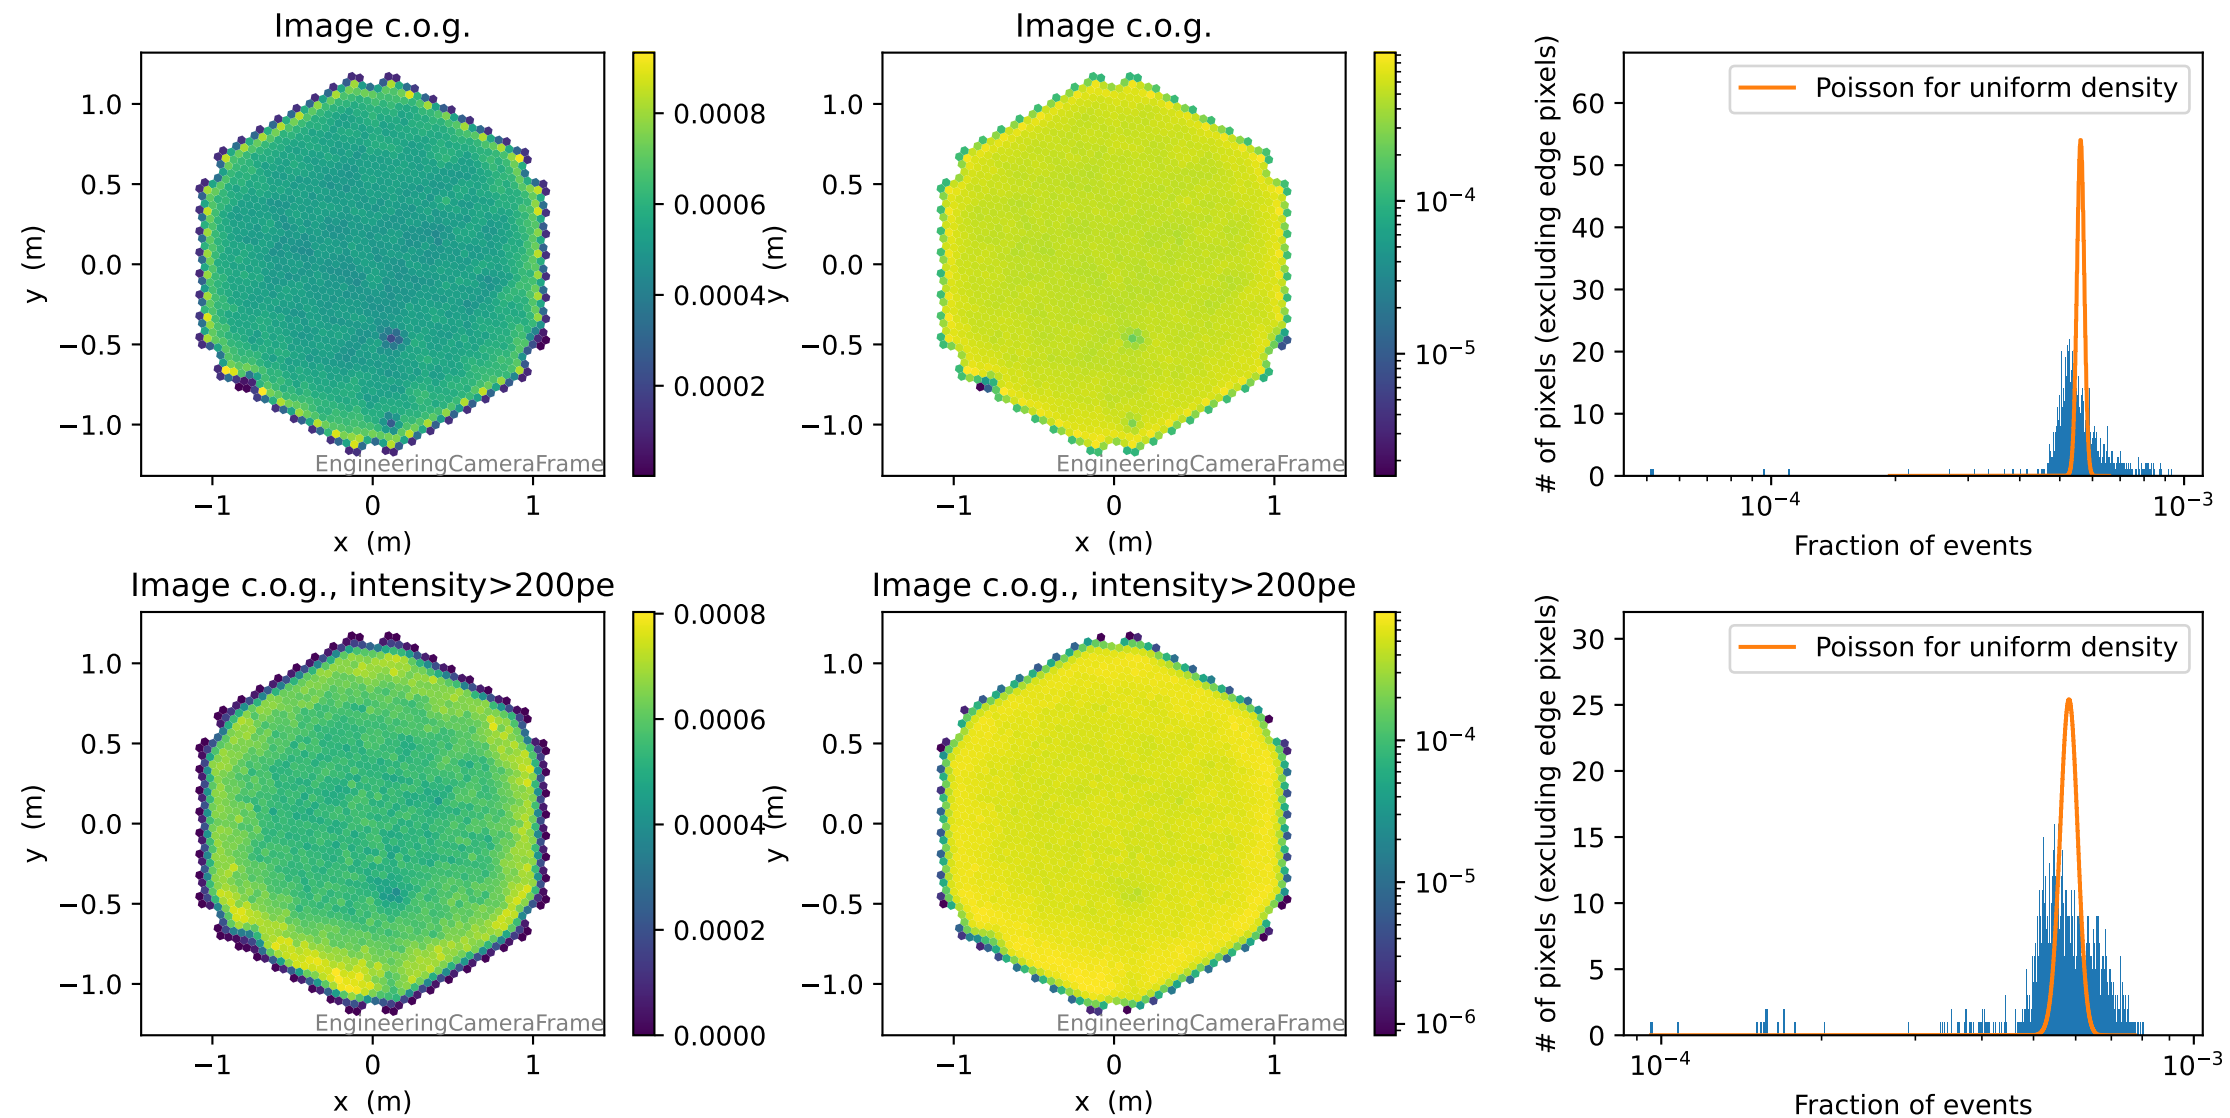 Image c.o.g.
1.0
0.5
0.0
−0.5
−1.0
−1
0
1
y (m)
x (m)
EngineeringCameraFrame
0.0008
0.0006
0.0004
0.0002
Image c.o.g.
1.0
0.5
0.0
−0.5
−1.0
−1
0
1
y (m)
x (m)
EngineeringCameraFrame
10⁻⁴
10⁻⁵
Poisson for uniform density
# of pixels (excluding edge pixels)
60
50
40
30
20
10
0
10⁻⁴
10⁻³
Fraction of events
Image c.o.g., intensity>200pe
1.0
0.5
0.0
−0.5
−1.0
−1
0
1
y (m)
x (m)
EngineeringCameraFrame
0.0008
0.0006
0.0004
0.0002
0.0000
Image c.o.g., intensity>200pe
1.0
0.5
0.0
−0.5
−1.0
−1
0
1
y (m)
x (m)
EngineeringCameraFrame
10⁻⁴
10⁻⁵
10⁻⁶
Poisson for uniform density
# of pixels (excluding edge pixels)
30
25
20
15
10
5
0
10⁻⁴
10⁻³
Fraction of events